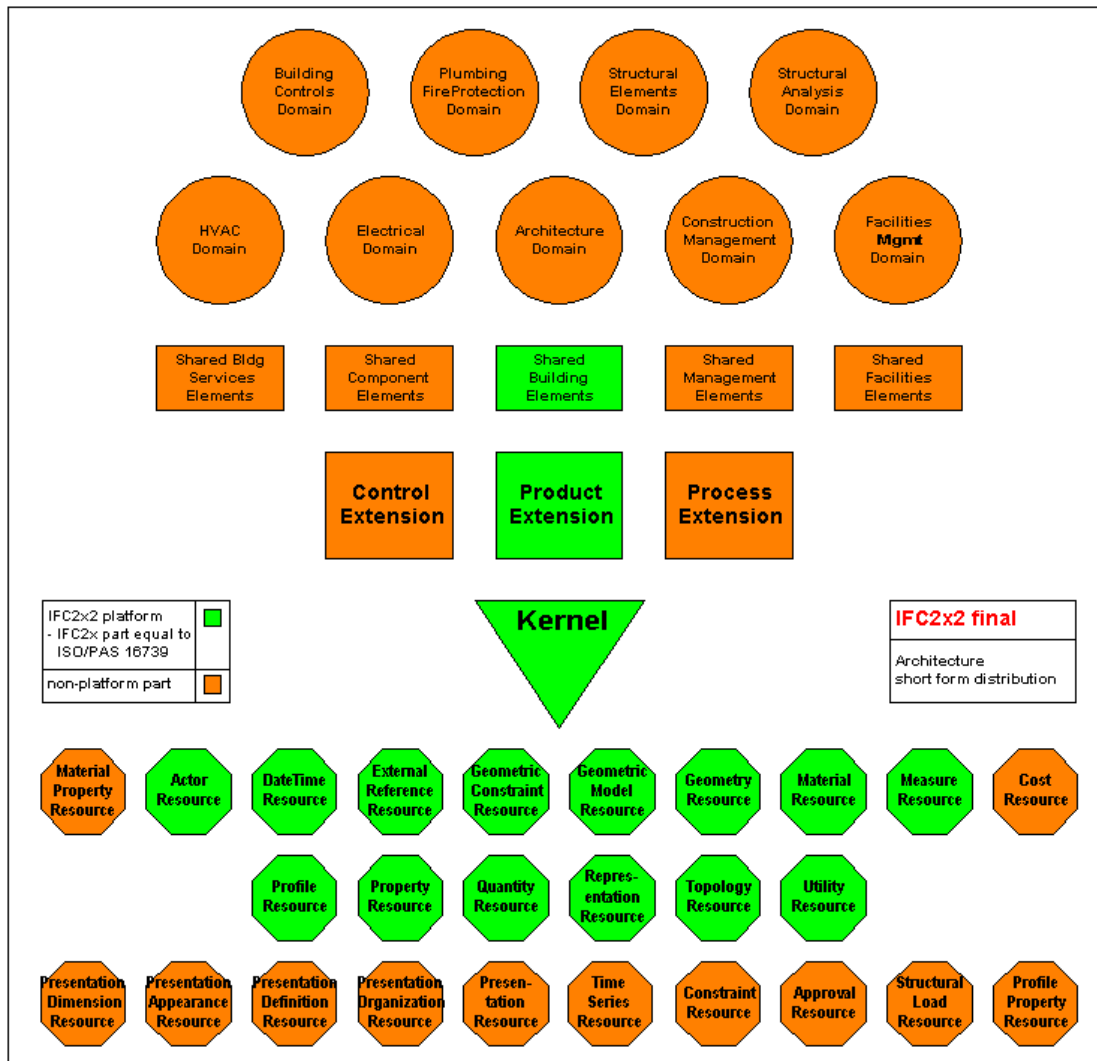 Building
Controls
Domain
Plumbing
FireProtection
Domain
Structural
Elements
Domain
Structural
Analysis
Domain
HVAC
Domain
Electrical
Domain
Architecture
Domain
Construction
Management
Domain
Facilities
Mgmt
Domain
Shared Bldg
Services
Elements
Shared
Component
Elements
Shared
Building
Elements
Shared
Management
Elements
Shared
Facilities
Elements
Control
Extension
Product
Extension
Process
Extension
IFC2x2 platform
- IFC2x part equal to
ISO/PAS 16739
non-platform part
Kernel
IFC2x2 final
Architecture
short form distribution
Material
Property
Resource
Actor
Resource
DateTime
Resource
External
Reference
Resource
Geometric
Constraint
Resource
Geometric
Model
Resource
Geometry
Resource
Material
Resource
Measure
Resource
Cost
Resource
Profile
Resource
Property
Resource
Quantity
Resource
Repres-
entation
Resource
Topology
Resource
Utility
Resource
Presentation
Dimension
Resource
Presentation
Appearance
Resource
Presentation
Definition
Resource
Presentation
Organization
Resource
Presen-
tation
Resource
Time
Series
Resource
Constraint
Resource
Approval
Resource
Structural
Load
Resource
Profile
Property
Resource